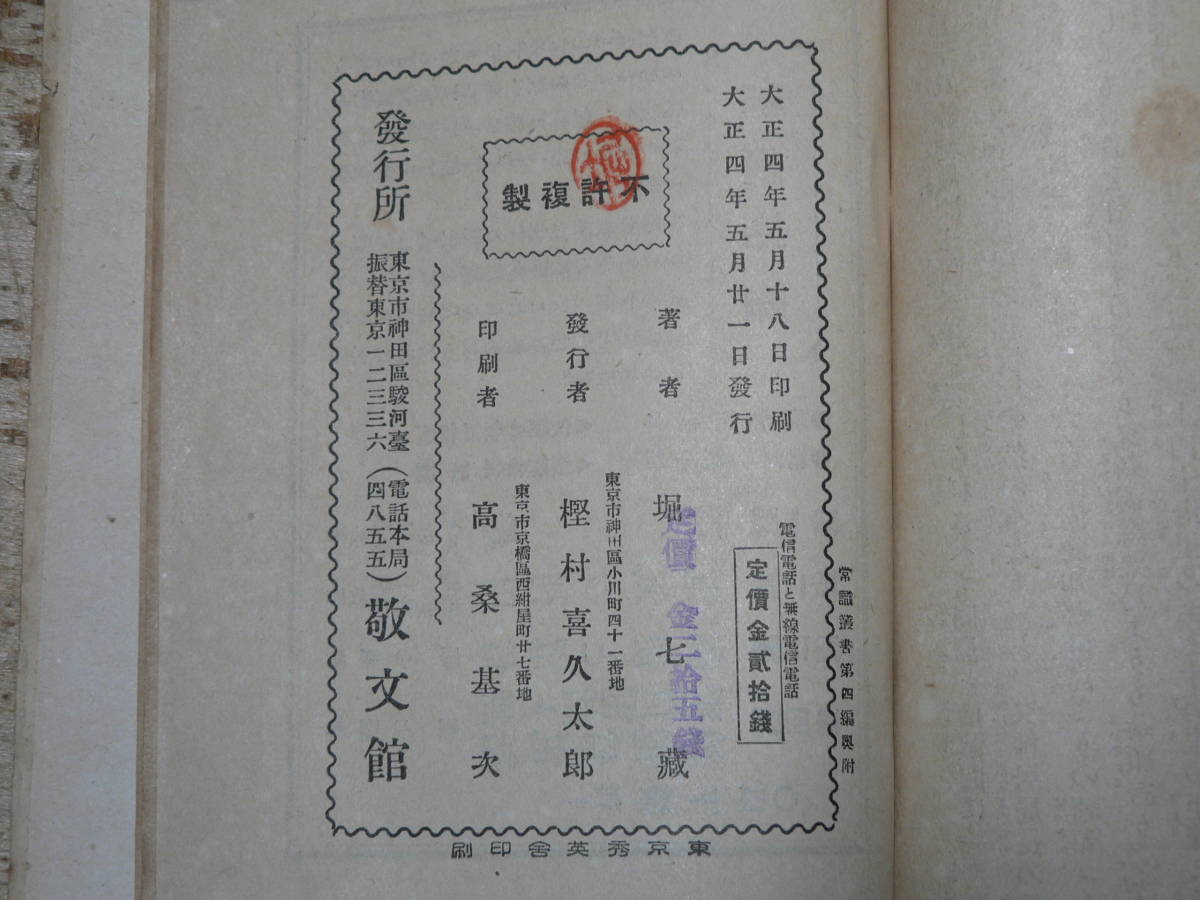 常識叢書第四編奥附
大正四年五月十八日印刷
大正四年五月廿一日發行
電信電話と無線電信電話
定價金貳拾錢
不許複製
著者 堀七藏
定價 金二拾五錢
東京市神田區小川町四十一番地
發行者 樫村喜久太郎
東京市京橋區西紺屋町廿七番地
印刷者 高桑基次
發行所
東京市神田區駿河臺(電話本局
振替東京一二三三六(四八五五)
敬文館
東京秀英舍印刷